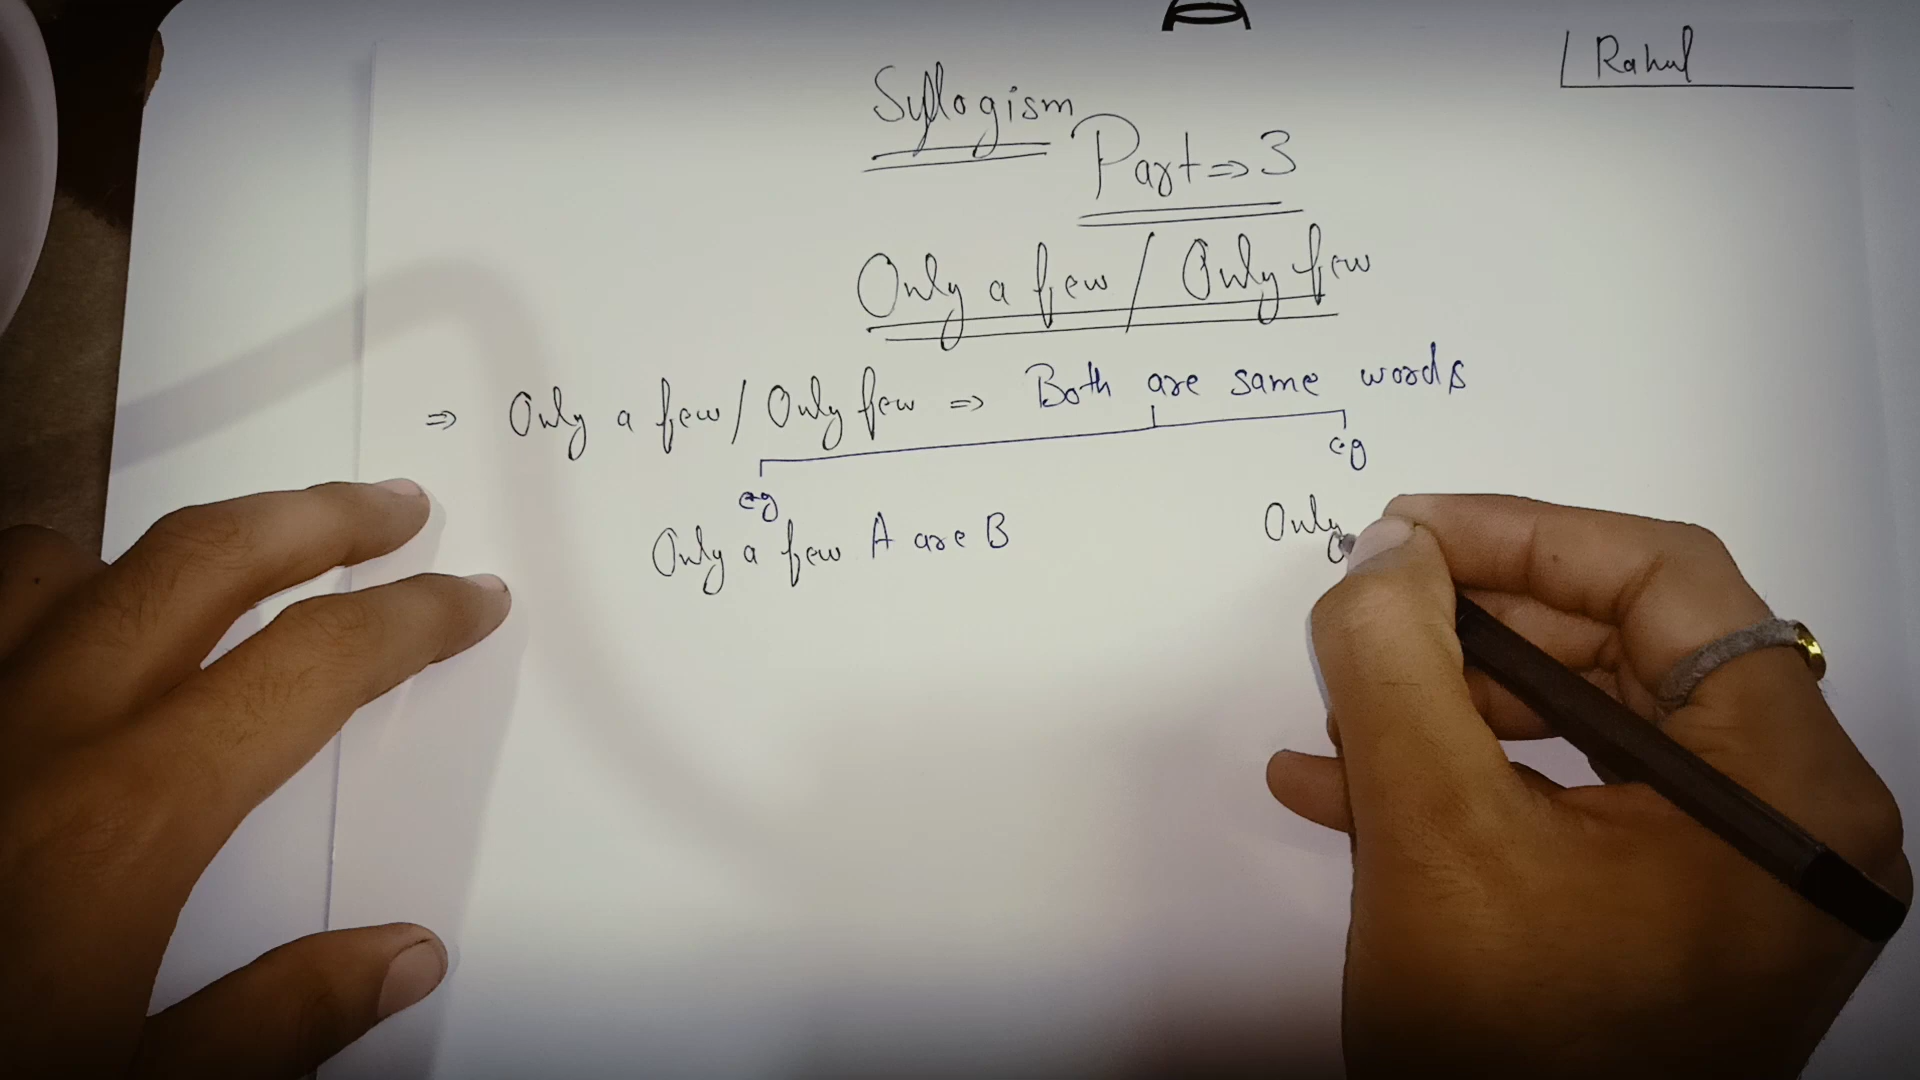 Rahul
Syllogism
Part ⇒ 3
Only a few / Only few
⇒ Only a few / Only few ⇒ Both are same words
eg
eg
Only a few A are B
Only